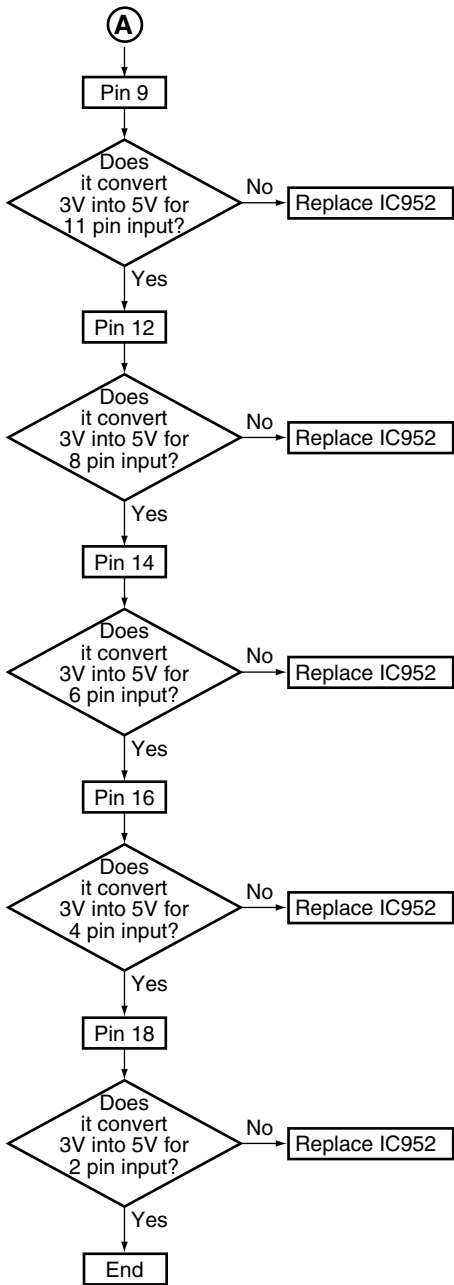 A
Pin 9
Does
it convert
3V into 5V for
11 pin input?
No
Replace IC952
Yes
Pin 12
Does
it convert
3V into 5V for
8 pin input?
No
Replace IC952
Yes
Pin 14
Does
it convert
3V into 5V for
6 pin input?
No
Replace IC952
Yes
Pin 16
Does
it convert
3V into 5V for
4 pin input?
No
Replace IC952
Yes
Pin 18
Does
it convert
3V into 5V for
2 pin input?
No
Replace IC952
Yes
End